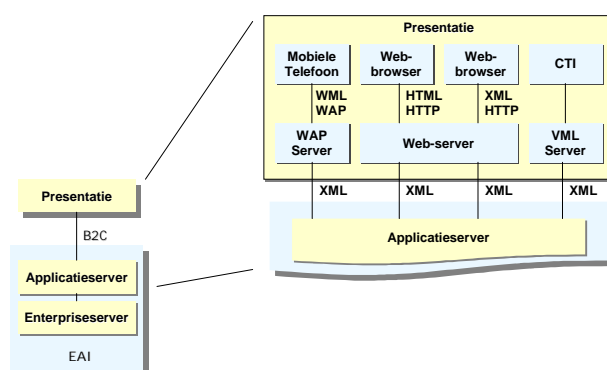 Presentatie
Mobiele
Telefoon
Web-
browser
Web-
browser
CTI
WML
WAP
HTML
HTTP
XML
HTTP
WAP
Server
Web-server
VML
Server
XML
XML
XML
XML
Applicatieserver
Presentatie
B2C
Applicatieserver
Enterpriseserver
EAI